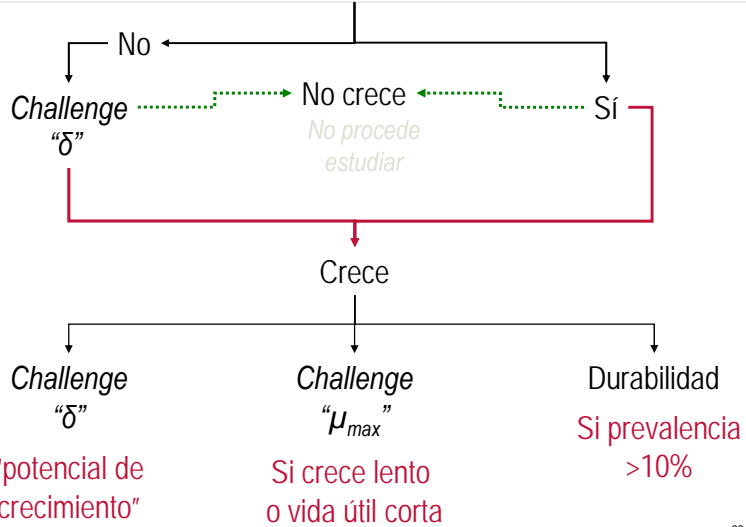 No
Challenge
"δ"
No crece
No procede
estudiar
Sí
Crece
Challenge
"δ"
"potencial de
crecimiento"
Challenge
"μmax"
Si crece lento
o vida útil corta
Durabilidad
Si prevalencia
>10%